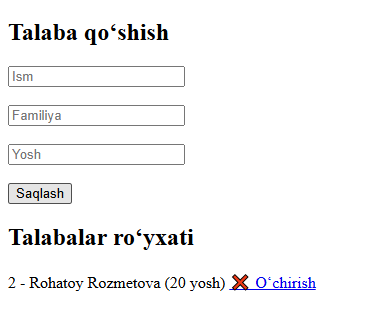 Talaba qo‘shish
Ism
Familiya
Yosh
Saqlash
Talabalar ro‘yxati
2 - Rohatoy Rozmetova (20 yosh) ❌ O‘chirish